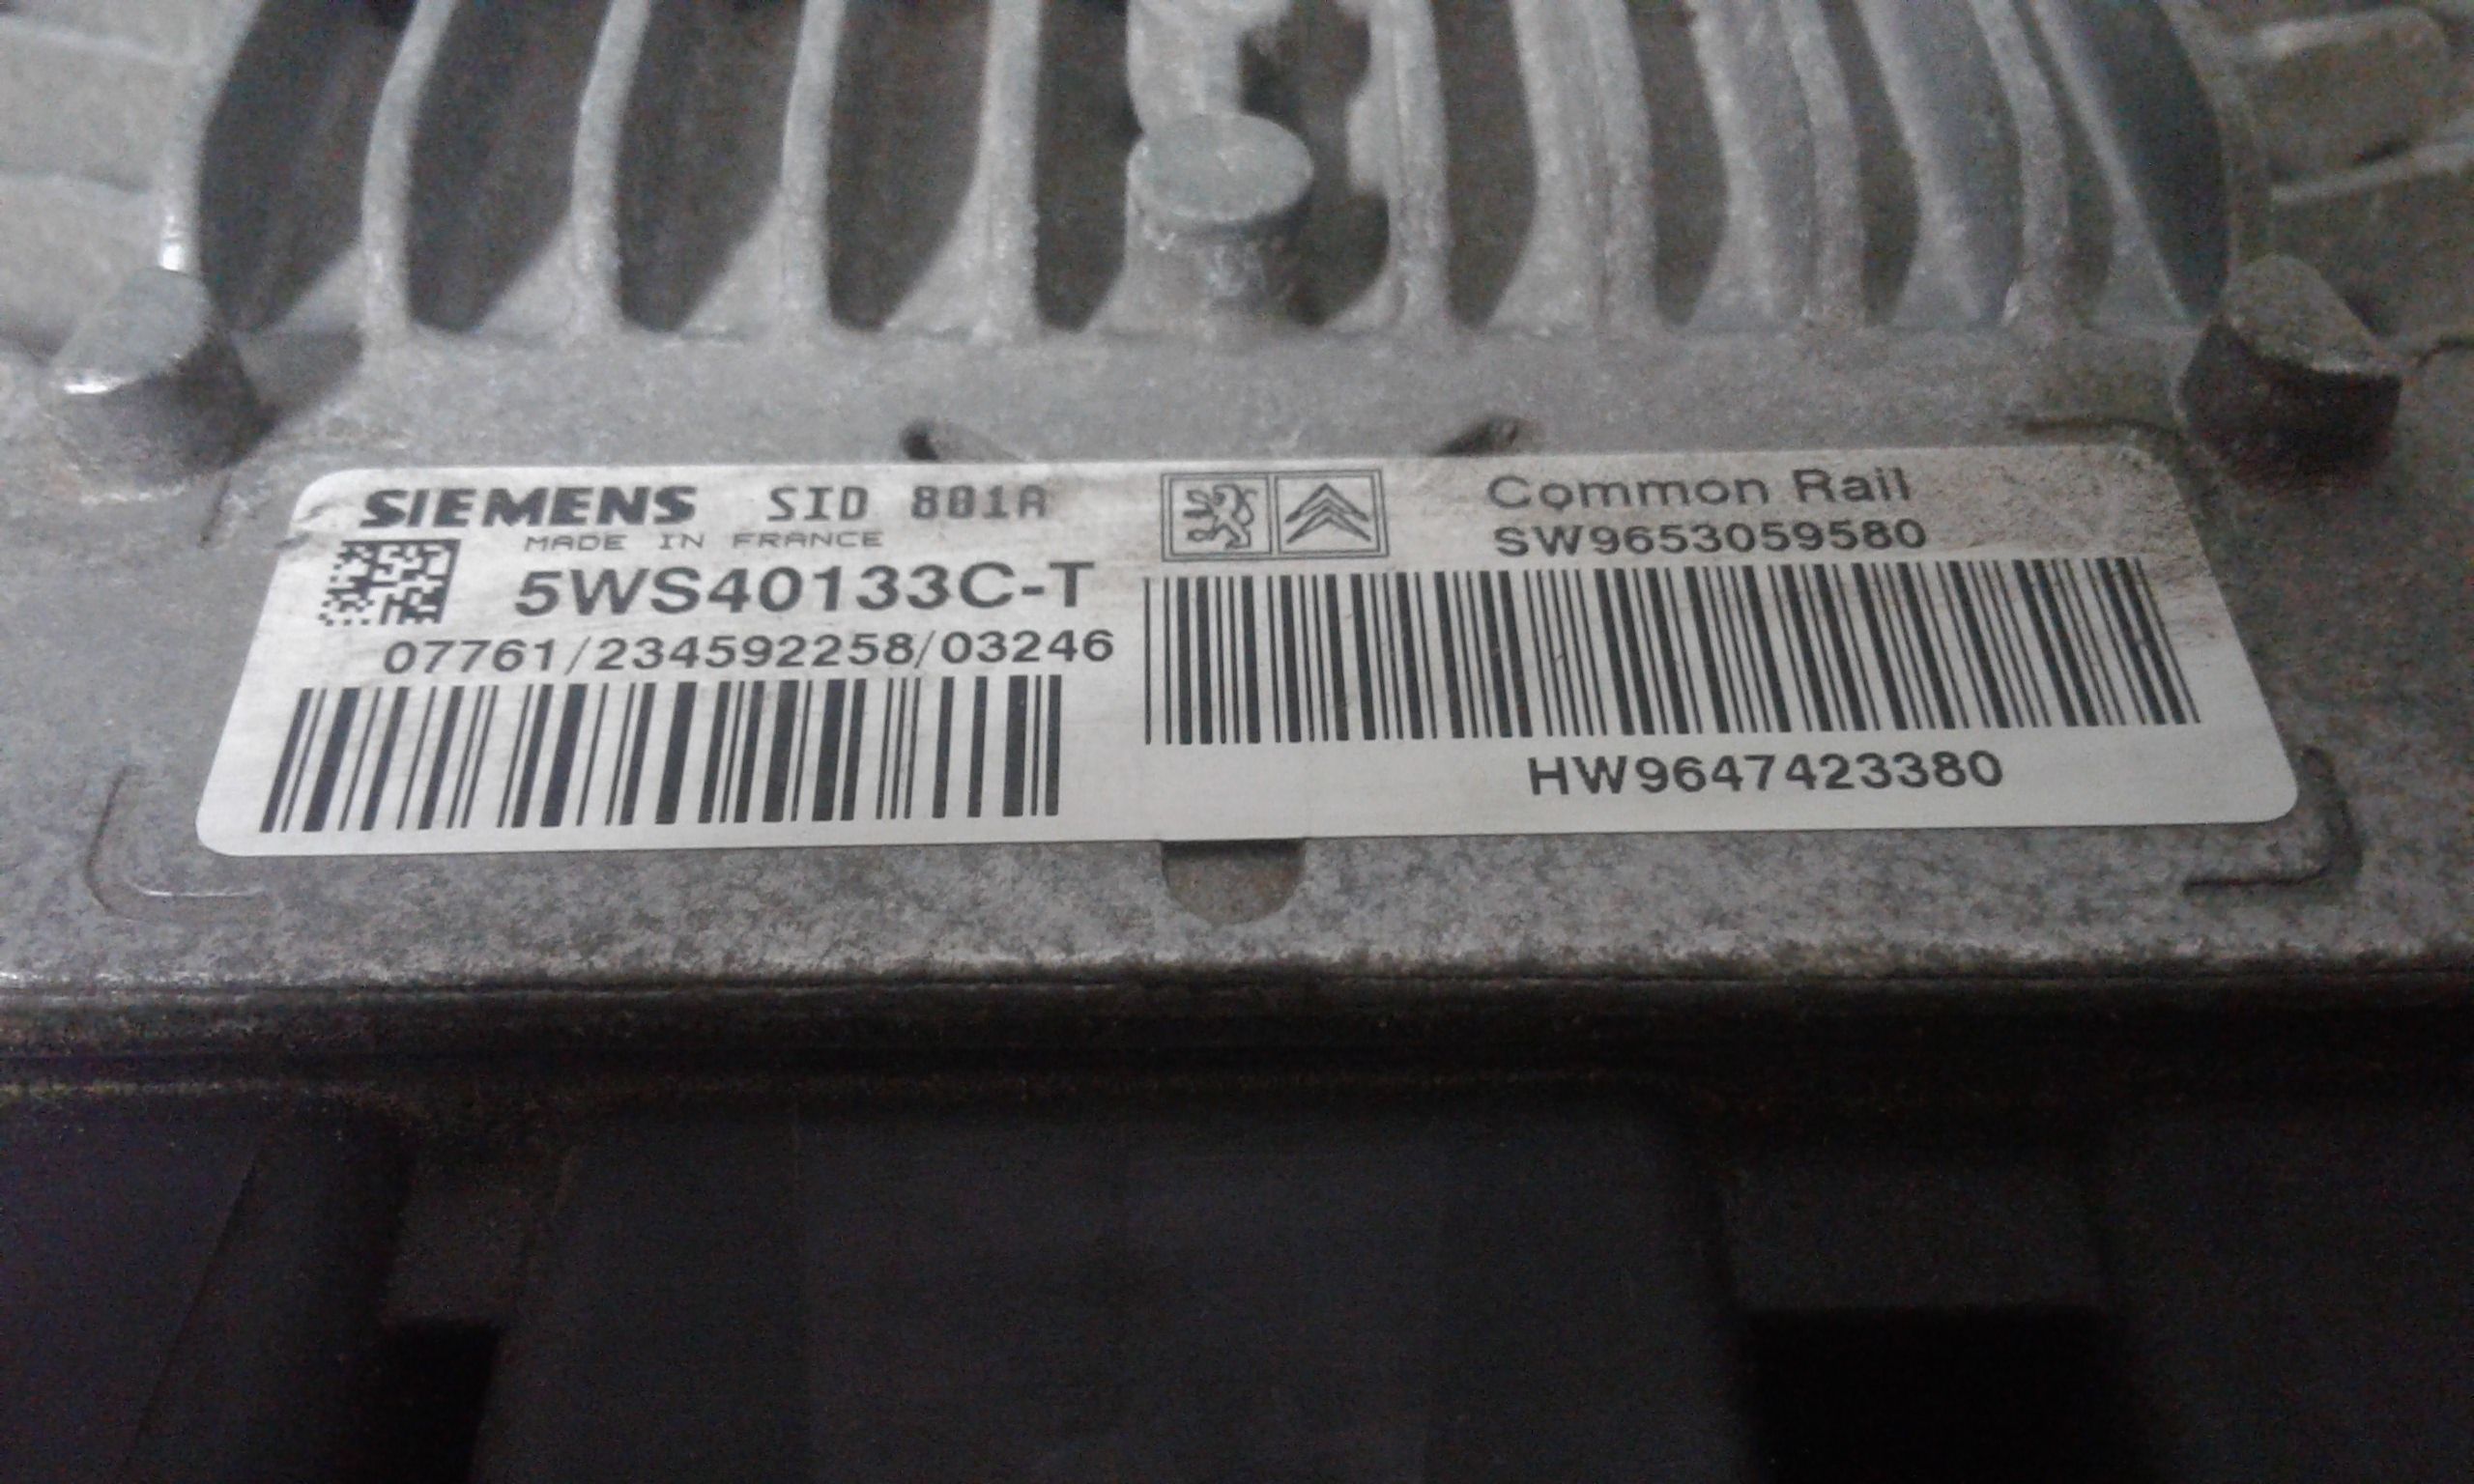 SIEMENS SID 801A
MADE IN FRANCE
5WS40133C-T
07761/234592258/03246
Common Rail
SW9653059580
HW9647423380